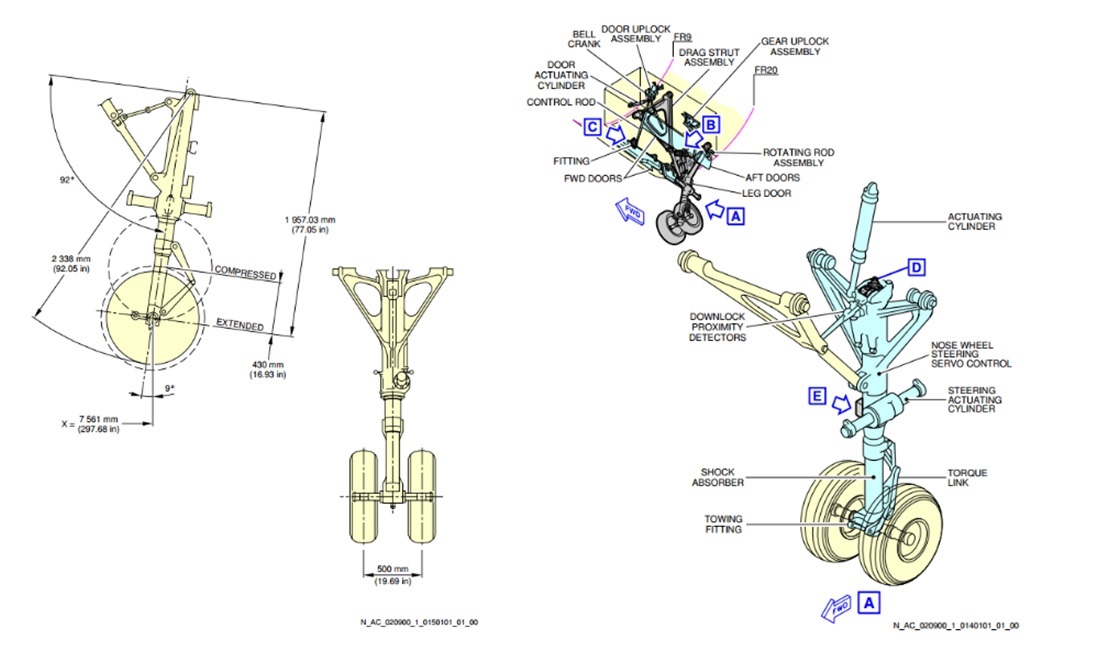 92°
1 957.03 mm
(77.05 in)
2 338 mm
(92.05 in)
COMPRESSED
EXTENDED
430 mm
(16.93 in)
9°
X =
7 561 mm
(297.68 in)
500 mm
(19.69 in)
N_AC_020900_1_0150101_01_00
DOOR UPLOCK
ASSEMBLY
BELL
CRANK
FR9
GEAR UPLOCK
ASSEMBLY
DRAG STRUT
ASSEMBLY
DOOR
ACTUATING
CYLINDER
FR20
CONTROL ROD
C
B
FITTING
ROTATING ROD
ASSEMBLY
FWD DOORS
AFT DOORS
LEG DOOR
FWD
A
ACTUATING
CYLINDER
D
DOWNLOCK
PROXIMITY
DETECTORS
NOSE WHEEL
STEERING
SERVO CONTROL
E
STEERING
ACTUATING
CYLINDER
SHOCK
ABSORBER
TORQUE
LINK
TOWING
FITTING
FWD
A
N_AC_020900_1_0140101_01_00